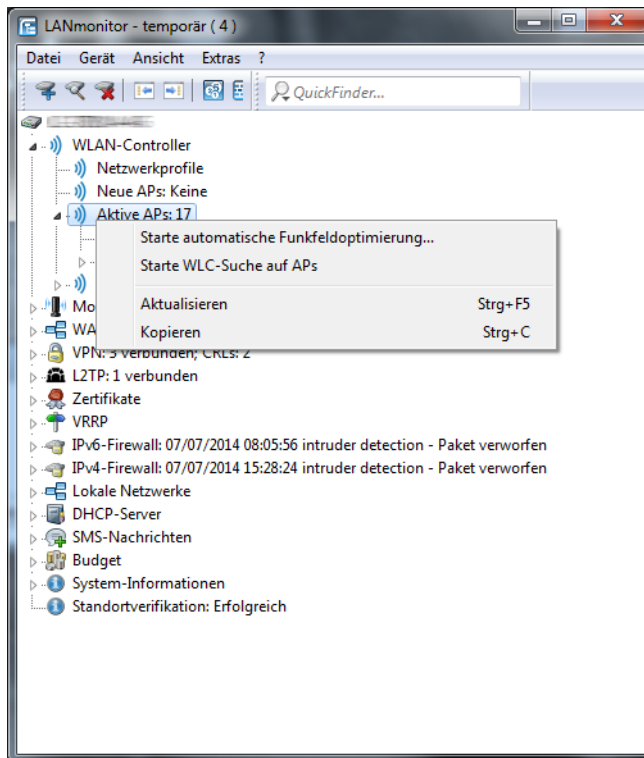 LANmonitor - temporär ( 4 )
Datei Gerät Ansicht Extras ?
QuickFinder...
WLAN-Controller
Netzwerkprofile
Neue APs: Keine
Aktive APs: 17
Starte automatische Funkfeldoptimierung...
Starte WLC-Suche auf APs
Aktualisieren Strg+F5
Kopieren Strg+C
Mo
WA
VPN: 3 verbunden; CRLs: 2
L2TP: 1 verbunden
Zertifikate
VRRP
IPv6-Firewall: 07/07/2014 08:05:56 intruder detection - Paket verworfen
IPv4-Firewall: 07/07/2014 15:28:24 intruder detection - Paket verworfen
Lokale Netzwerke
DHCP-Server
SMS-Nachrichten
Budget
System-Informationen
Standortverifikation: Erfolgreich